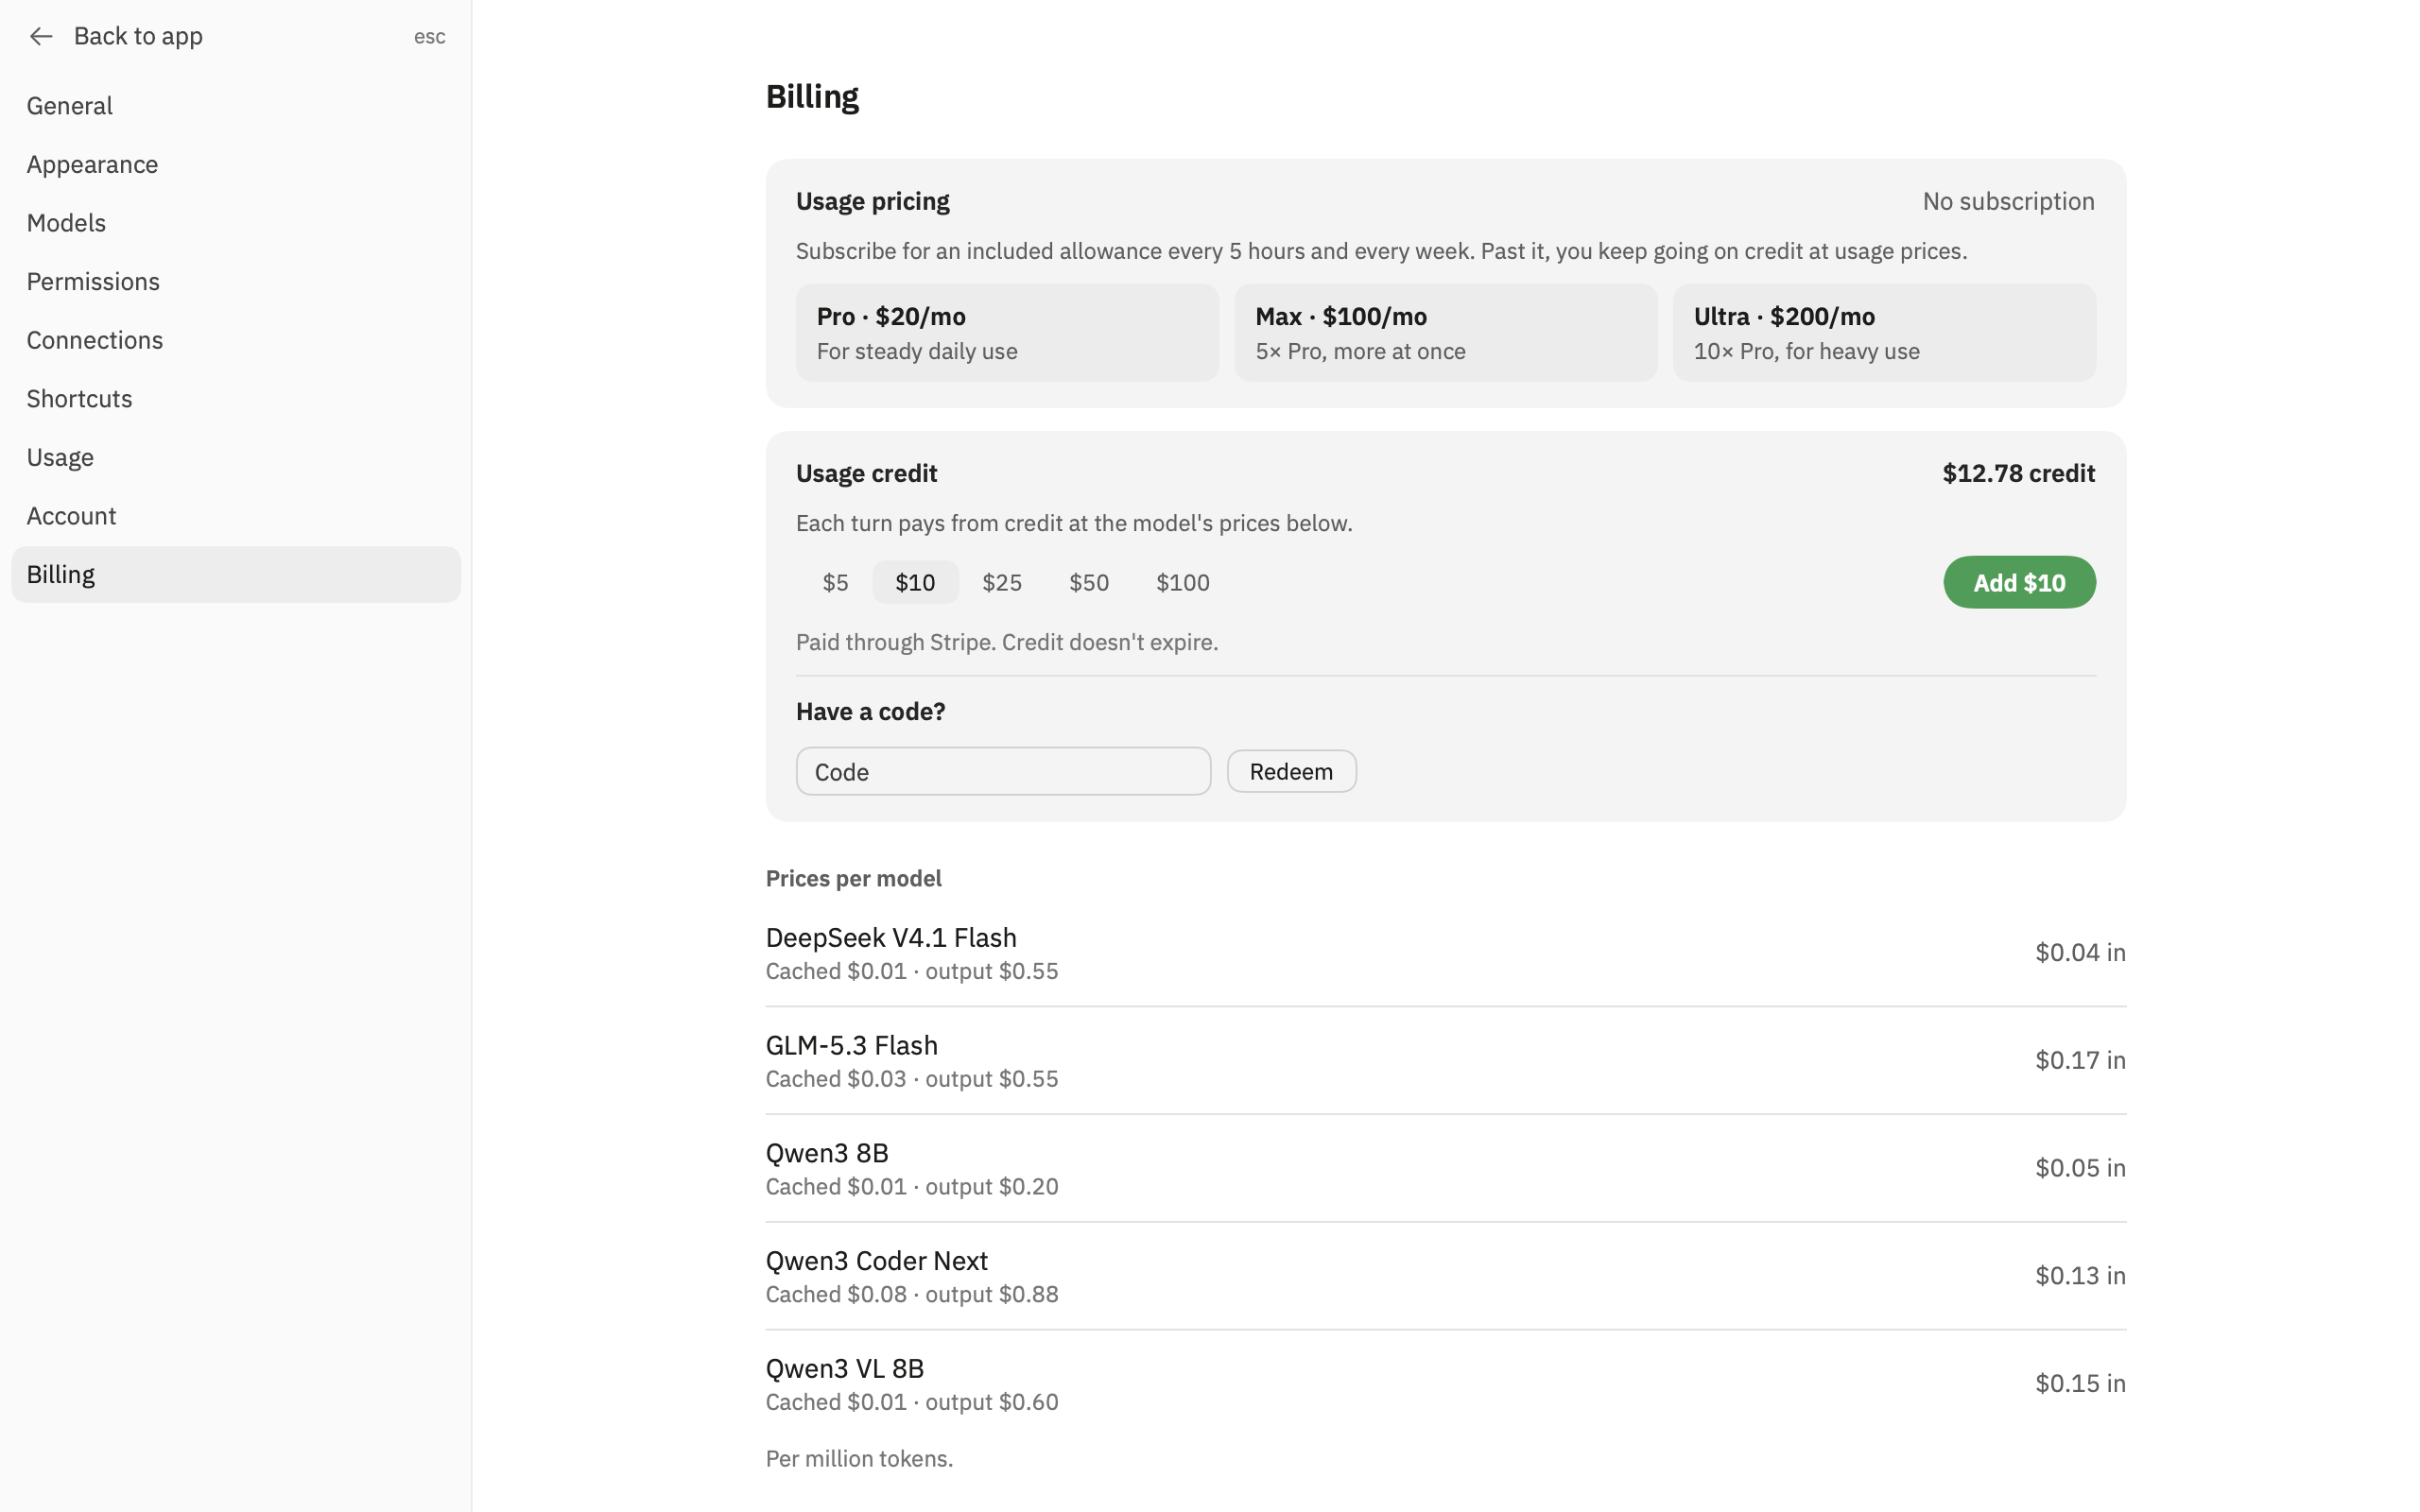 Back to app esc
General
Appearance
Models
Permissions
Connections
Shortcuts
Usage
Account
Billing
Billing
Usage pricing No subscription
Subscribe for an included allowance every 5 hours and every week. Past it, you keep going on credit at usage prices.
Pro · $20/mo
For steady daily use
Max · $100/mo
5× Pro, more at once
Ultra · $200/mo
10× Pro, for heavy use
Usage credit $12.78 credit
Each turn pays from credit at the model's prices below.
$5 $10 $25 $50 $100 Add $10
Paid through Stripe. Credit doesn't expire.
Have a code?
Code Redeem
Prices per model
DeepSeek V4.1 Flash
Cached $0.01 · output $0.55
$0.04 in
GLM-5.3 Flash
Cached $0.03 · output $0.55
$0.17 in
Qwen3 8B
Cached $0.01 · output $0.20
$0.05 in
Qwen3 Coder Next
Cached $0.08 · output $0.88
$0.13 in
Qwen3 VL 8B
Cached $0.01 · output $0.60
$0.15 in
Per million tokens.